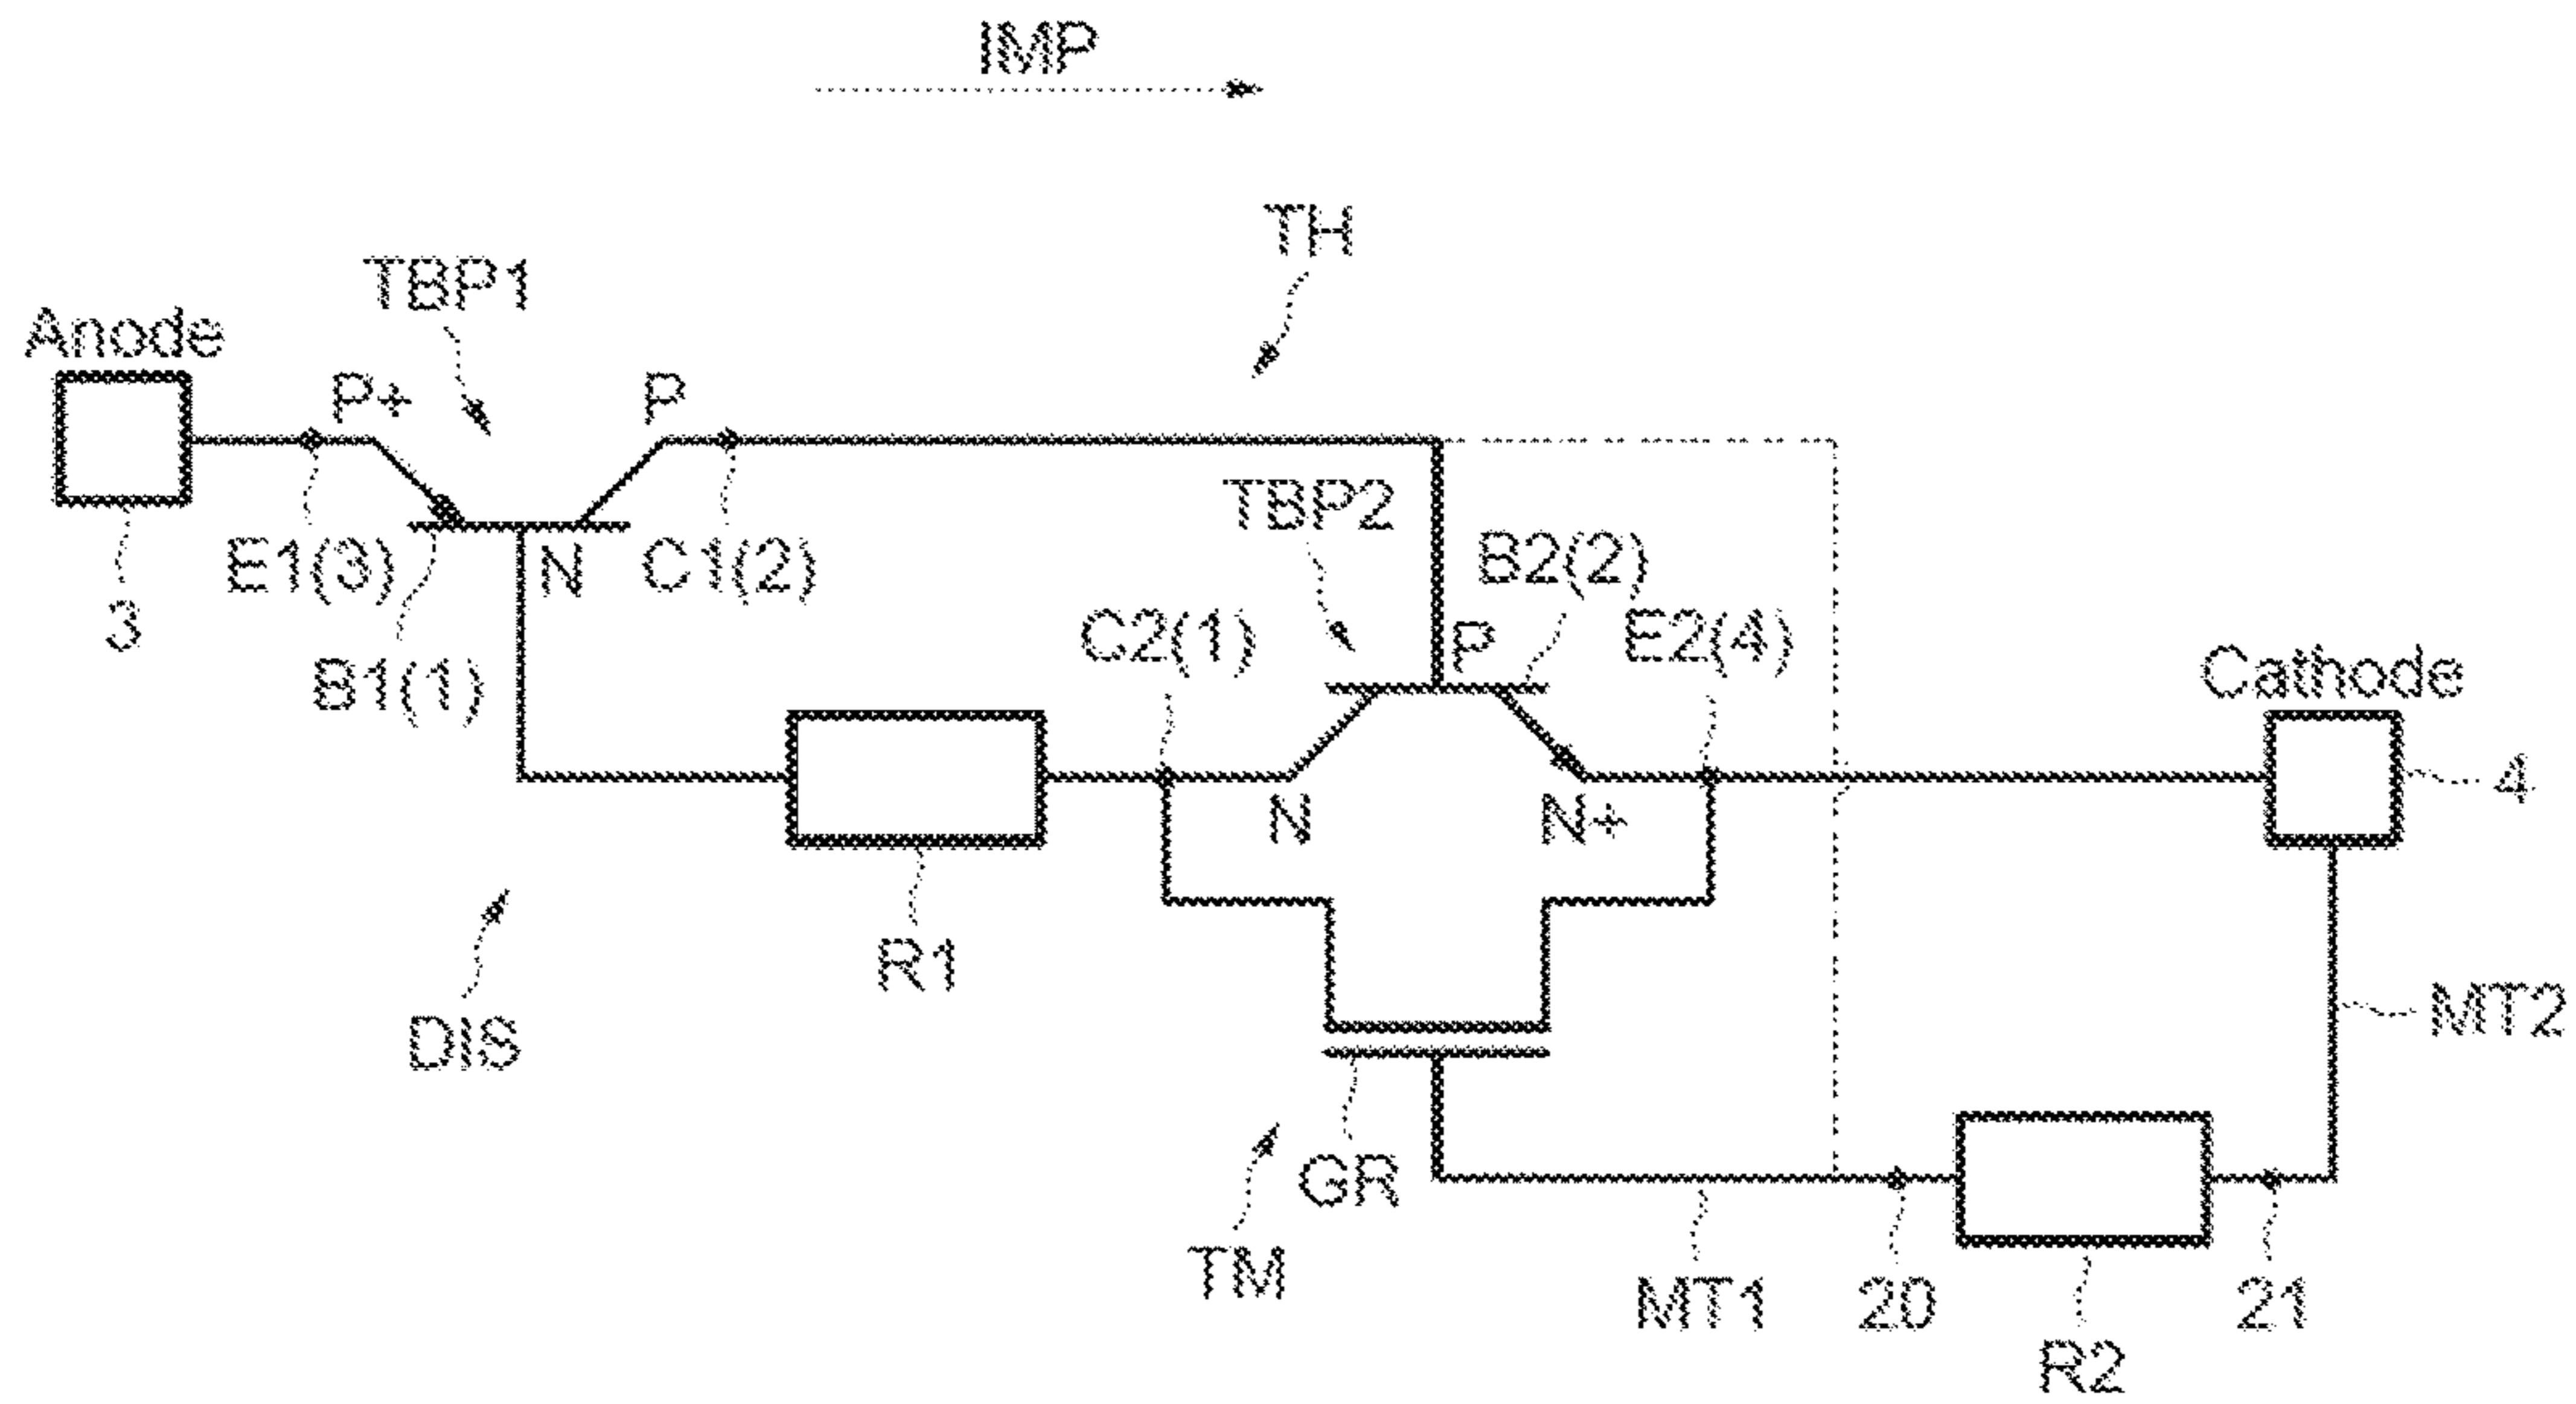 IMP
TH
TBP1
Anode
P+
P
TBP2
B2(2)
E1(3)
N
C1(2)
3
C2(1)
P
E2(4)
B1(1)
Cathode
4
N
N+
R1
DIS
MT2
GR
TM
MT1
20
21
R2